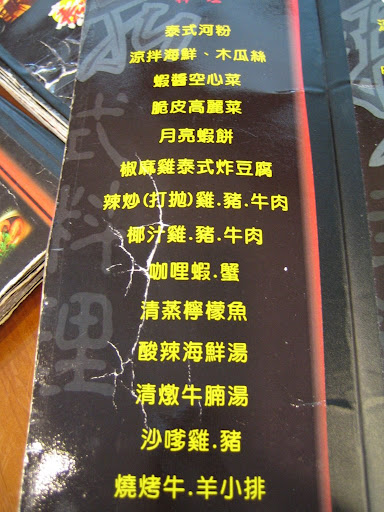 泰式河粉
涼拌海鮮、木瓜絲
蝦醬空心菜
脆皮高麗菜
月亮蝦餅
椒麻雞泰式炸豆腐
辣炒(打拋)雞.豬.牛肉
椰汁雞.豬.牛肉
咖哩蝦.蟹
清蒸檸檬魚
酸辣海鮮湯
清燉牛腩湯
沙嗲雞.豬
燒烤牛.羊小排
式料理